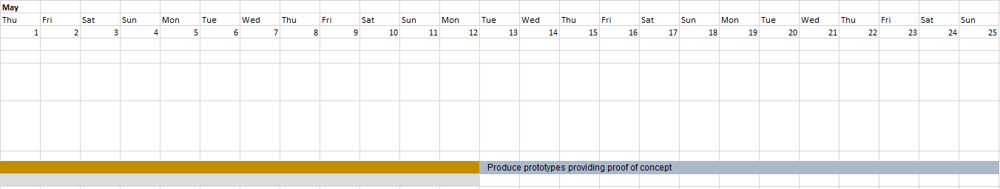 May
Thu Fri Sat Sun Mon Tue Wed Thu Fri Sat Sun Mon Tue Wed Thu Fri Sat Sun Mon Tue Wed Thu Fri Sat Sun
1 2 3 4 5 6 7 8 9 10 11 12 13 14 15 16 17 18 19 20 21 22 23 24 25
Produce prototypes providing proof of concept